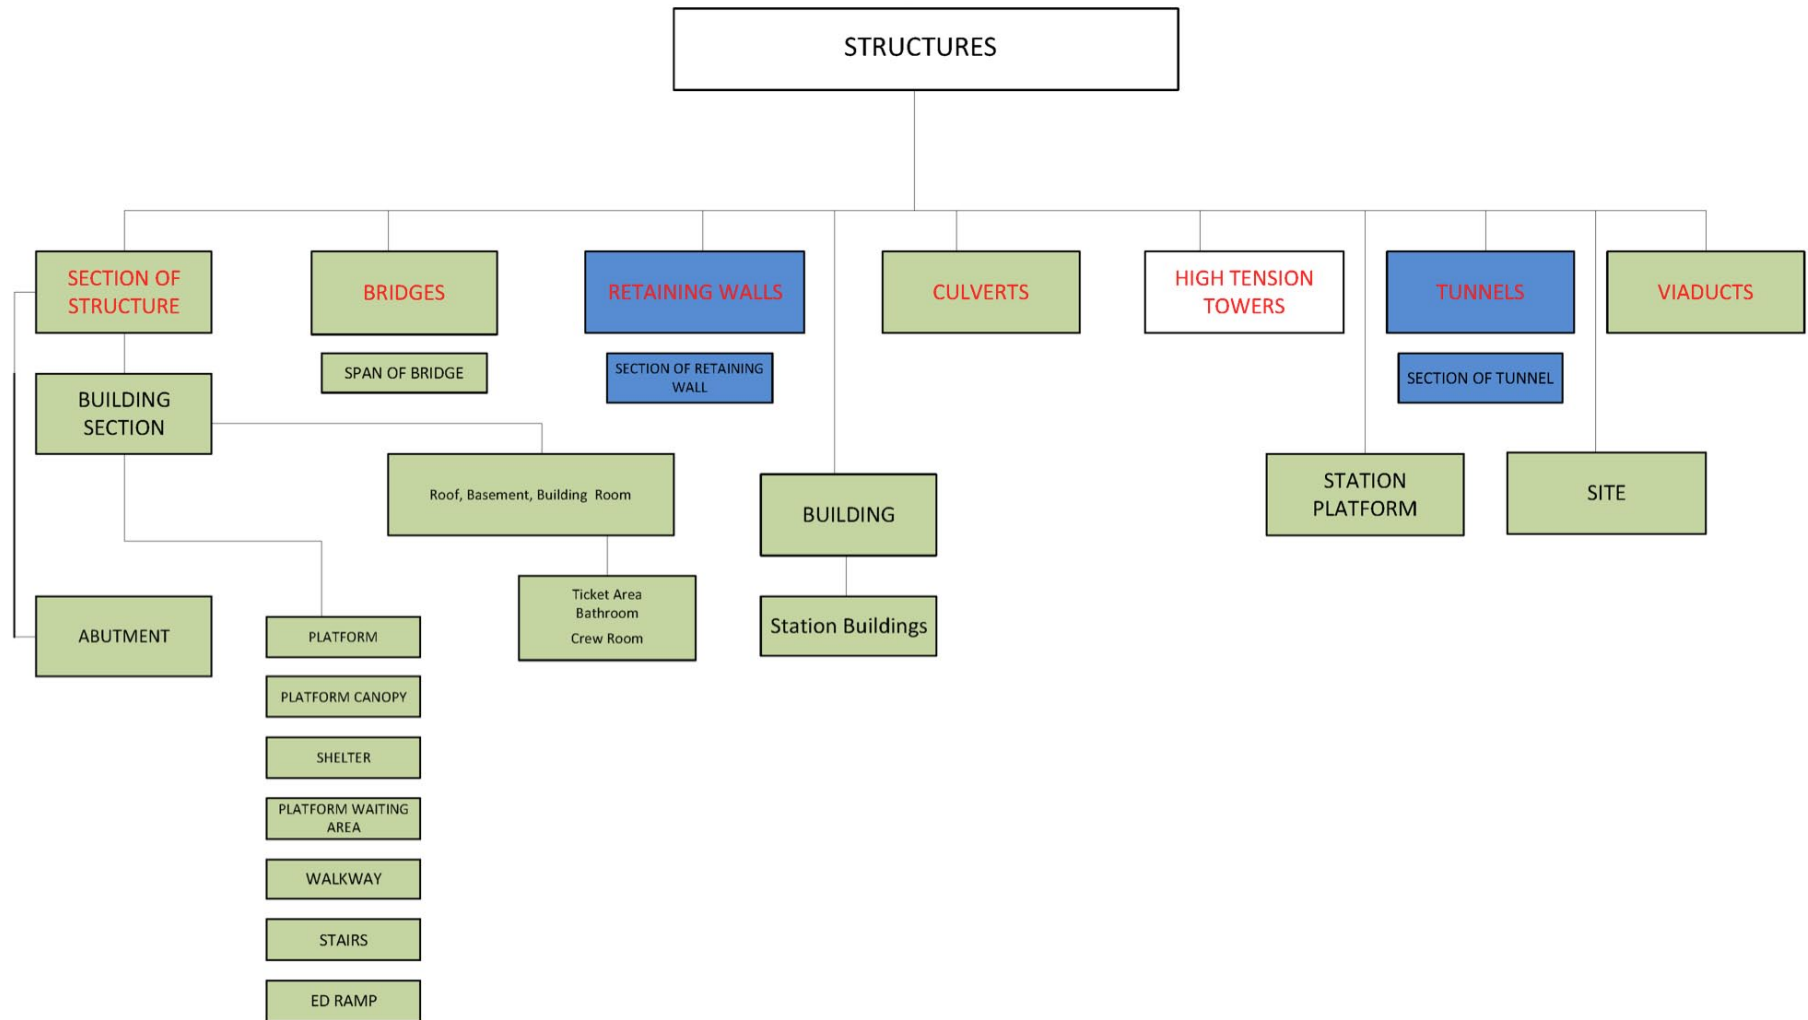 STRUCTURES
SECTION OF
STRUCTURE
BRIDGES
RETAINING WALLS
CULVERTS
HIGH TENSION
TOWERS
TUNNELS
VIADUCTS
SPAN OF BRIDGE
SECTION OF RETAINING
WALL
SECTION OF TUNNEL
BUILDING
SECTION
Roof, Basement, Building Room
BUILDING
STATION
PLATFORM
SITE
Ticket Area
Bathroom
Crew Room
ABUTMENT
PLATFORM
Station Buildings
PLATFORM CANOPY
SHELTER
PLATFORM WAITING
AREA
WALKWAY
STAIRS
ED RAMP